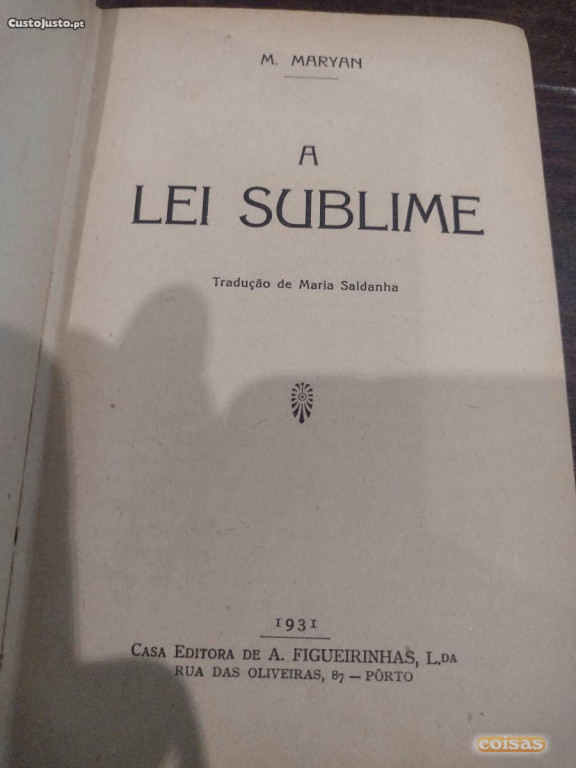 CustoJusto.pt
M. MARYAN
A
LEI SUBLIME
Tradução de Maria Saldanha
1931
CASA EDITORA DE A. FIGUEIRINHAS, L.DA
RUA DAS OLIVEIRAS, 87 — PÔRTO
coisas